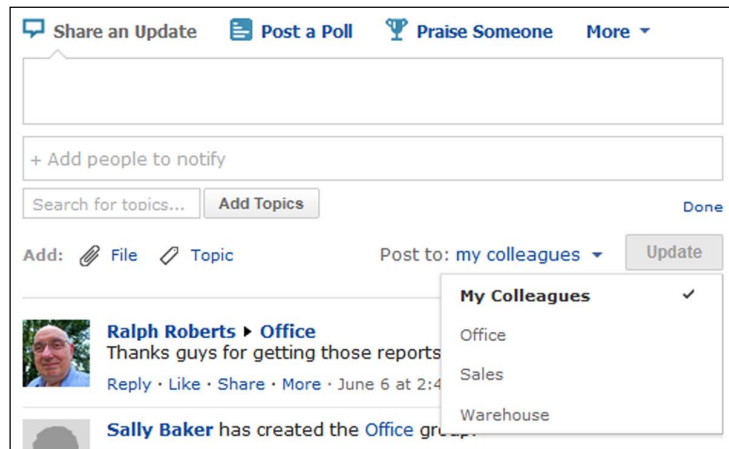 Share an Update Post a Poll Praise Someone More
+ Add people to notify
Search for topics... Add Topics Done
Add: File Topic Post to: my colleagues Update
My Colleagues
Office
Sales
Warehouse
Ralph Roberts ▸ Office
Thanks guys for getting those reports
Reply · Like · Share · More · June 6 at 2:4
Sally Baker has created the Office group.